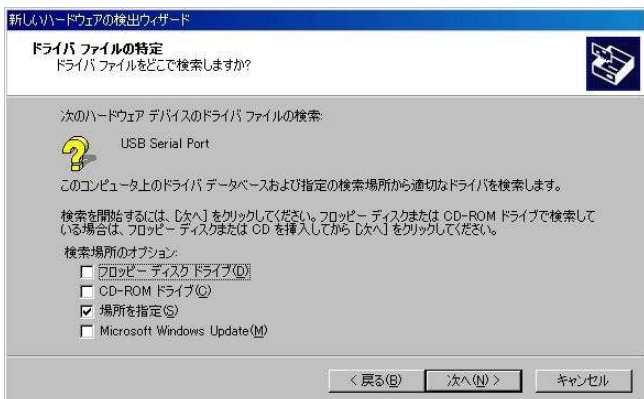 新しいハードウェアの検出ウィザード
ドライバ ファイルの特定
ドライバ ファイルをどこで検索しますか?
次のハードウェア デバイスのドライバ ファイルの検索:
USB Serial Port
このコンピュータ上のドライバ データベースおよび指定の検索場所から適切なドライバを検索します。
検索を開始するには、[次へ] をクリックしてください。フロッピー ディスクまたは CD-ROM ドライブで検索して
いる場合は、フロッピー ディスクまたは CD を挿入してから [次へ] をクリックしてください。
検索場所のオプション:
フロッピー ディスク ドライブ(D)
CD-ROM ドライブ(C)
場所を指定(S)
Microsoft Windows Update(M)
< 戻る(B) 次へ(N) > キャンセル